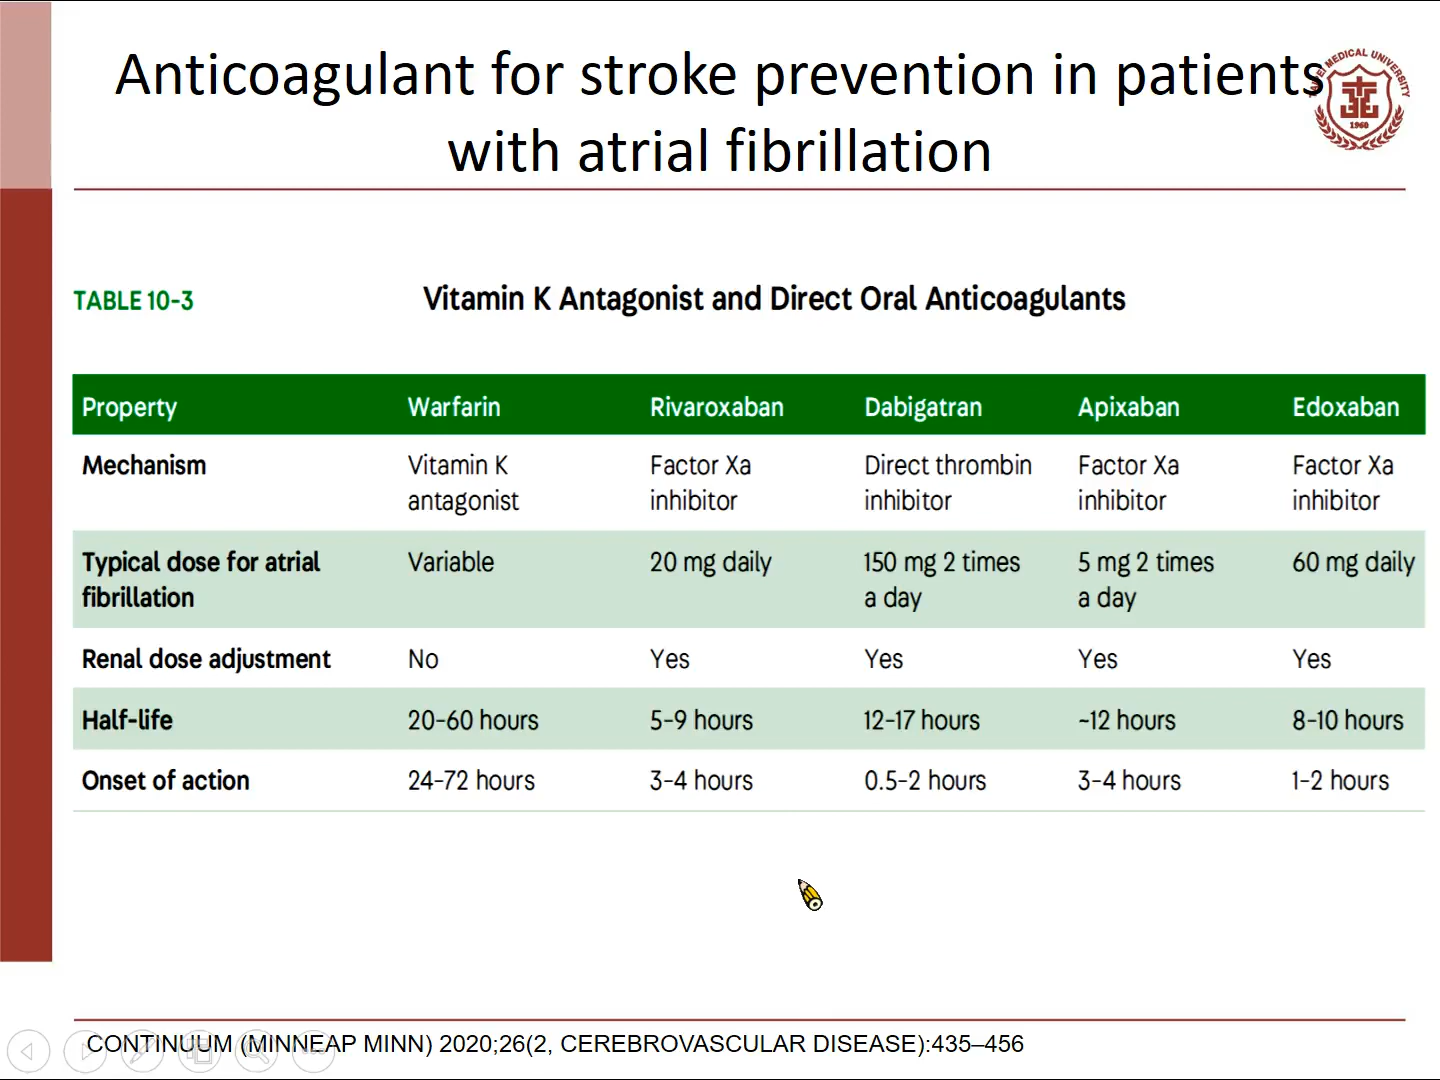 Anticoagulant for stroke prevention in patients
with atrial fibrillation
MEDICAL UNIVERSITY
1960
TABLE 10-3 Vitamin K Antagonist and Direct Oral Anticoagulants
Property Warfarin Rivaroxaban Dabigatran Apixaban Edoxaban
Mechanism Vitamin K Factor Xa Direct thrombin Factor Xa Factor Xa
antagonist inhibitor inhibitor inhibitor inhibitor
Typical dose for atrial Variable 20 mg daily 150 mg 2 times 5 mg 2 times 60 mg daily
fibrillation a day a day
Renal dose adjustment No Yes Yes Yes Yes
Half-life 20-60 hours 5-9 hours 12-17 hours ~12 hours 8-10 hours
Onset of action 24-72 hours 3-4 hours 0.5-2 hours 3-4 hours 1-2 hours
CONTINUUM (MINNEAP MINN) 2020;26(2, CEREBROVASCULAR DISEASE):435–456